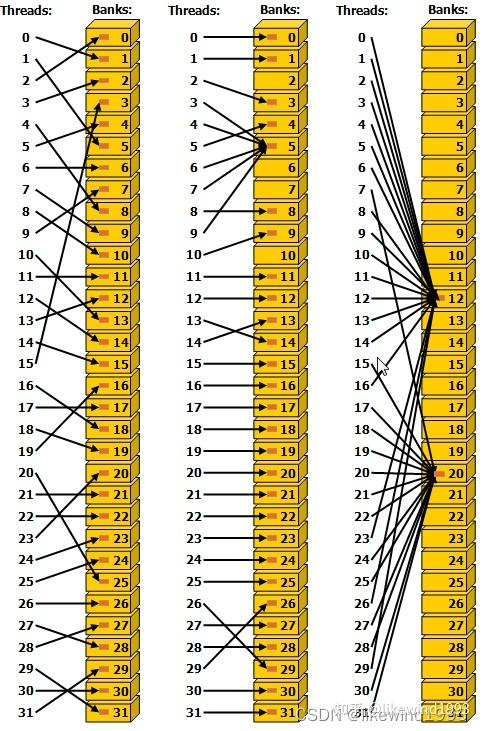 Threads: Banks: Threads: Banks: Threads: Banks:
0 0 0 0 0 0
1 1 1 1 1 1
2 2 2 2 2 2
3 3 3 3 3 3
4 4 4 4 4 4
5 5 5 5 5 5
6 6 6 6 6 6
7 7 7 7 7 7
8 8 8 8 8 8
9 9 9 9 9 9
10 10 10 10 10 10
11 11 11 11 11 11
12 12 12 12 12 12
13 13 13 13 13 13
14 14 14 14 14 14
15 15 15 15 15 15
16 16 16 16 16 16
17 17 17 17 17 17
18 18 18 18 18 18
19 19 19 19 19 19
20 20 20 20 20 20
21 21 21 21 21 21
22 22 22 22 22 22
23 23 23 23 23 23
24 24 24 24 24 24
25 25 25 25 25 25
26 26 26 26 26 26
27 27 27 27 27 27
28 28 28 28 28 28
29 29 29 29 29 29
30 30 30 30 30 30
31 31 31 31 31 31
知乎 @likewind1993
CSDN @likewind1993